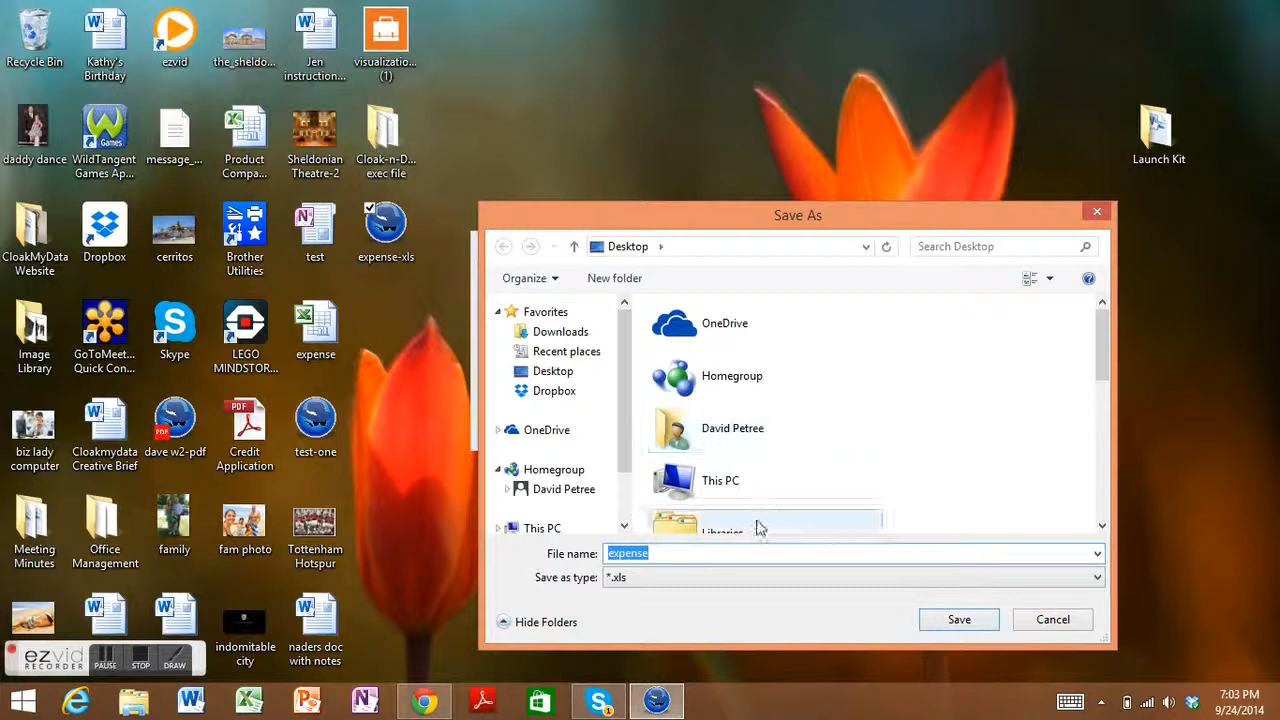 Recycle Bin
Kathy's
Birthday
ezvid
the_sheldo...
Jen
instruction...
visualizatio...
(1)
daddy dance
WildTangent
Games Ap...
Games
message_...
Product
Compa...
Sheldonian
Theatre-2
Cloak-n-D...
exec file
Launch Kit
CloakMyData
Website
Dropbox
cerritos
Brother
Utilities
test
expense-xls
Image
Library
GoToMeet...
Quick Con...
Skype
LEGO
MINDSTOR...
expense
biz lady
computer
Cloakmydata
Creative Brief
PDF
dave w2-pdf
PDF
Credit
Application
test-one
Meeting
Minutes
Office
Management
family
fam photo
Tottenham
Hotspur
indomitable
city
naders doc
with notes
ezvid
RECORDER
PAUSE
STOP
DRAW
Save As
Desktop
Search Desktop
Organize
New folder
Favorites
Downloads
Recent places
Desktop
Dropbox
OneDrive
Homegroup
David Petree
This PC
OneDrive
Homegroup
David Petree
This PC
Libraries
File name: expense
Save as type: *.xls
Hide Folders
Save
Cancel
7:03 PM
9/24/2014